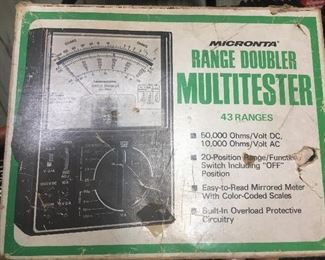 MICRONTA
RANGE DOUBLER
MULTITESTER
43 RANGES
50,000 Ohms/Volt DC,
10,000 Ohms/Volt AC
20-Position Range/Function
Switch Including "OFF"
Position
Easy-to-Read Mirrored Meter
With Color-Coded Scales
Built-In Overload Protective
Circuitry